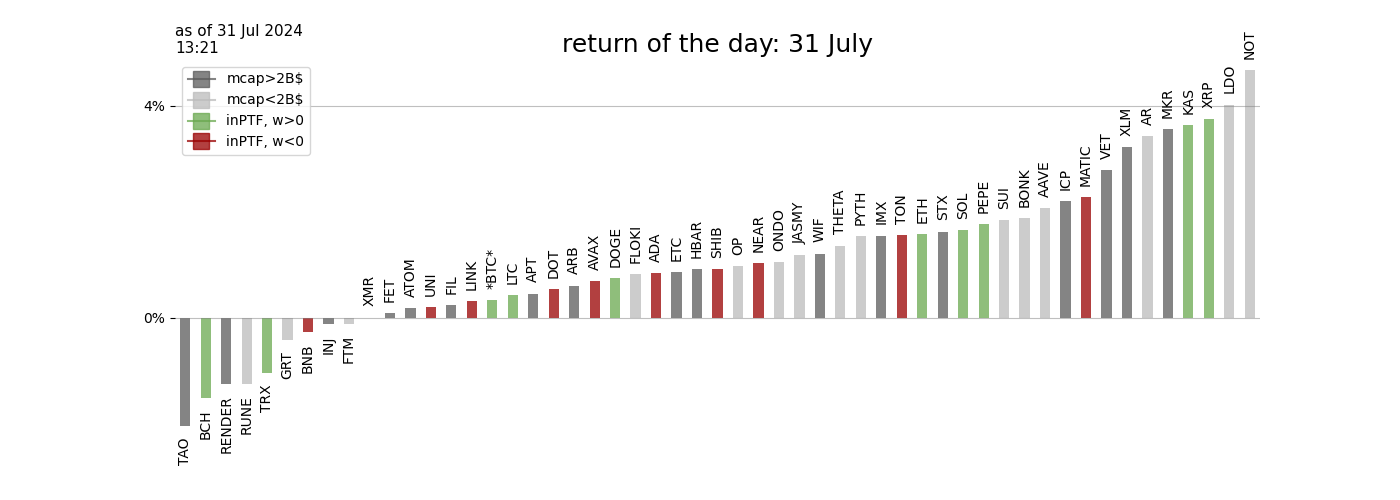 as of 31 Jul 2024
13:21
return of the day: 31 July
mcap>2B$
mcap<2B$
inPTF, w>0
inPTF, w<0
4%
0%
TAO
BCH
RENDER
RUNE
TRX
GRT
BNB
INJ
FTM
XMR
FET
ATOM
UNI
FIL
LINK
*BTC*
LTC
APT
DOT
ARB
AVAX
DOGE
FLOKI
ADA
ETC
HBAR
SHIB
OP
NEAR
ONDO
JASMY
WIF
THETA
PYTH
IMX
TON
ETH
STX
SOL
PEPE
SUI
BONK
AAVE
ICP
MATIC
VET
XLM
AR
MKR
KAS
XRP
LDO
NOT